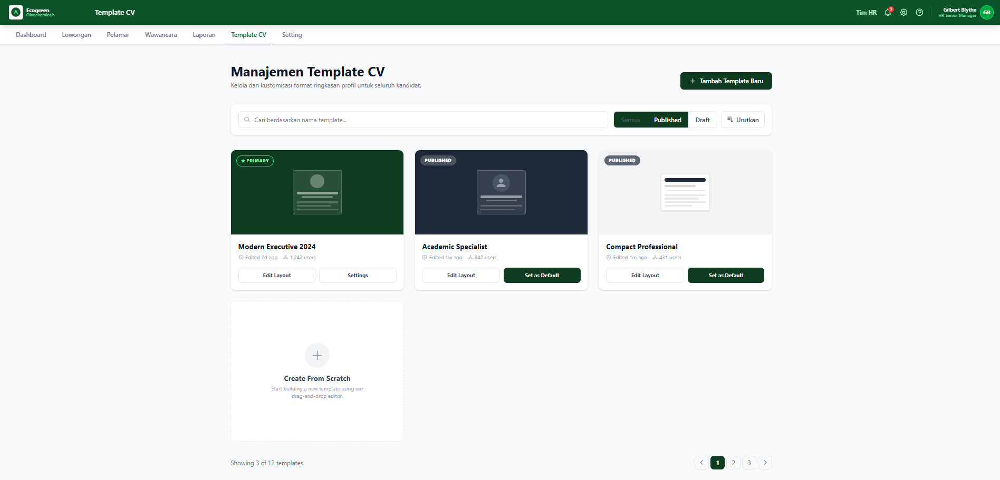 Ecogreen
Oleochemicals
Template CV
Tim HR
3
Gilbert Blythe
HR Senior Manager
GB
Dashboard
Lowongan
Pelamar
Wawancara
Laporan
Template CV
Setting
Manajemen Template CV
Kelola dan kustomisasi format ringkasan profil untuk seluruh kandidat.
+ Tambah Template Baru
Cari berdasarkan nama template...
Semua
Published
Draft
Urutkan
★ PRIMARY
PUBLISHED
PUBLISHED
Modern Executive 2024
Edited 2d ago 1,242 users
Edit Layout
Settings
Academic Specialist
Edited 1w ago 842 users
Edit Layout
Set as Default
Compact Professional
Edited 1m ago 431 users
Edit Layout
Set as Default
Create From Scratch
Start building a new template using our
drag-and-drop editor.
Showing 3 of 12 templates
1
2
3